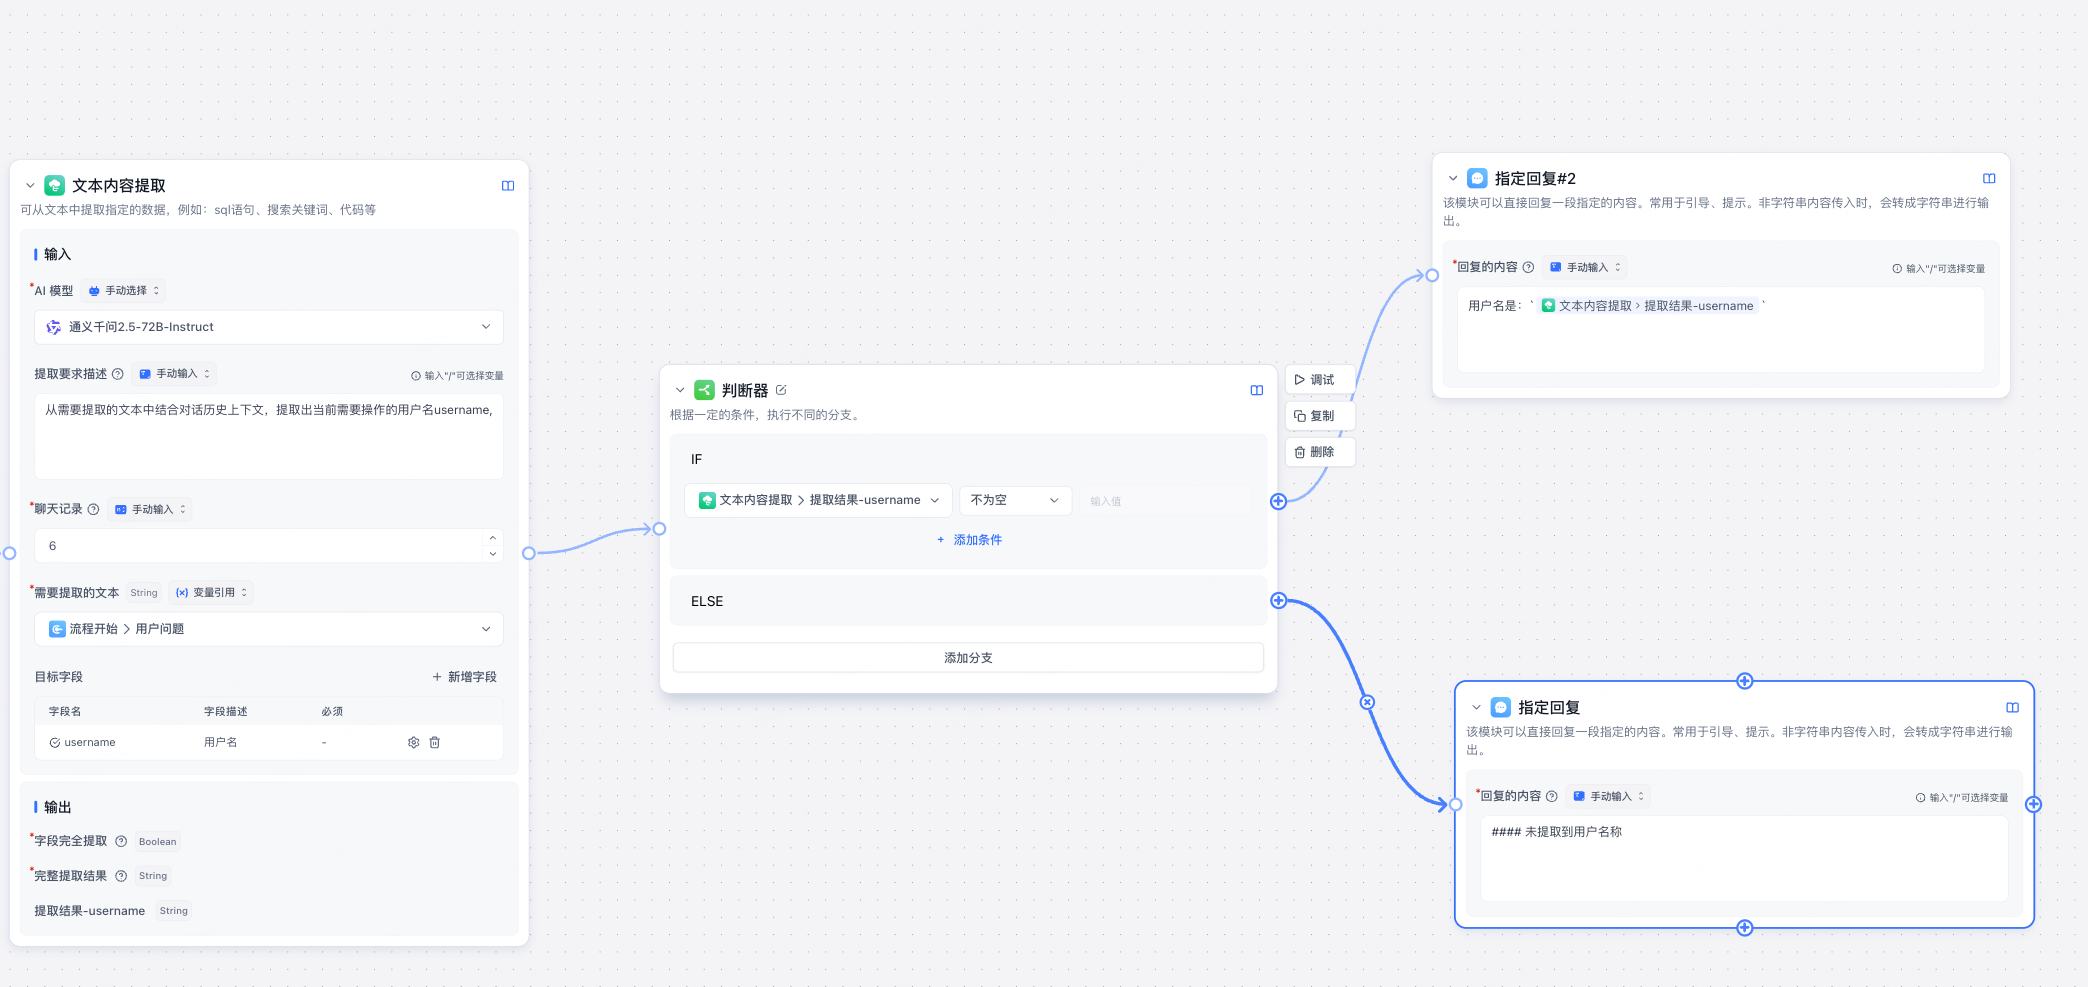 文本内容提取
可从文本中提取指定的数据，例如：sql语句、搜索关键词、代码等
输入
*AI 模型 手动选择
通义千问2.5-72B-Instruct
提取要求描述 手动输入 输入"/"可选择变量
从需要提取的文本中结合对话历史上下文，提取出当前需要操作的用户名username,
*聊天记录 手动输入
6
*需要提取的文本 String 变量引用
流程开始 > 用户问题
目标字段 + 新增字段
字段名 字段描述 必须
username 用户名 -
输出
*字段完全提取 Boolean
*完整提取结果 String
提取结果-username String
判断器
根据一定的条件，执行不同的分支。
IF
文本内容提取 > 提取结果-username 不为空 输入值
+ 添加条件
ELSE
添加分支
调试
复制
删除
指定回复#2
该模块可以直接回复一段指定的内容。常用于引导、提示。非字符串内容传入时，会转成字符串进行输
出。
*回复的内容 手动输入 输入"/"可选择变量
用户名是：` 文本内容提取 > 提取结果-username `
指定回复
该模块可以直接回复一段指定的内容。常用于引导、提示。非字符串内容传入时，会转成字符串进行输
出。
*回复的内容 手动输入 输入"/"可选择变量
#### 未提取到用户名称